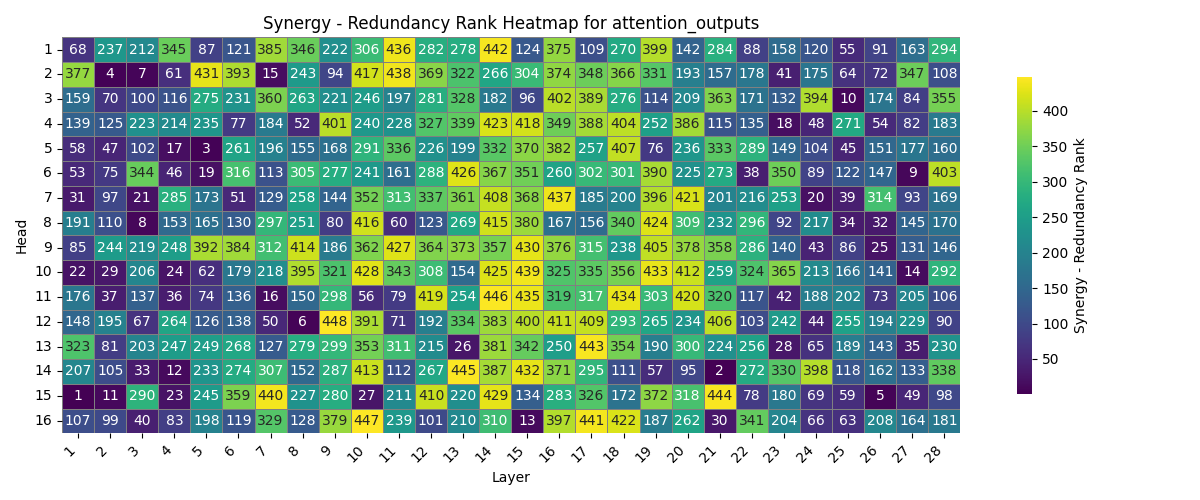 Synergy - Redundancy Rank Heatmap for attention_outputs
1 68 237 212 345 87 121 385 346 222 306 436 282 278 442 124 375 109 270 399 142 284 88 158 120 55 91 163 294
2 377 4 7 61 431 393 15 243 94 417 438 369 322 266 304 374 348 366 331 193 157 178 41 175 64 72 347 108
3 159 70 100 116 275 231 360 263 221 246 197 281 328 182 96 402 389 276 114 209 363 171 132 394 10 174 84 355
4 139 125 223 214 235 77 184 52 401 240 228 327 339 423 418 349 388 404 252 386 115 135 18 48 271 54 82 183
5 58 47 102 17 3 261 196 155 168 291 336 226 199 332 370 382 257 407 76 236 333 289 149 104 45 151 177 160
6 53 75 344 46 19 316 113 305 277 241 161 288 426 367 351 260 302 301 390 225 273 38 350 89 122 147 9 403
7 31 97 21 285 173 51 129 258 144 352 313 337 361 408 368 437 185 200 396 421 201 216 253 20 39 314 93 169
8 191 110 8 153 165 130 297 251 80 416 60 123 269 415 380 167 156 340 424 309 232 296 92 217 34 32 145 170
9 85 244 219 248 392 384 312 414 186 362 427 364 373 357 430 376 315 238 405 378 358 286 140 43 86 25 131 146
10 22 29 206 24 62 179 218 395 321 428 343 308 154 425 439 325 335 356 433 412 259 324 365 213 166 141 14 292
11 176 37 137 36 74 136 16 150 298 56 79 419 254 446 435 319 317 434 303 420 320 117 42 188 202 73 205 106
12 148 195 67 264 126 138 50 6 448 391 71 192 334 383 400 411 409 293 265 234 406 103 242 44 255 194 229 90
13 323 81 203 247 249 268 127 279 299 353 311 215 26 381 342 250 443 354 190 300 224 256 28 65 189 143 35 230
14 207 105 33 12 233 274 307 152 287 413 112 267 445 387 432 371 295 111 57 95 2 272 330 398 118 162 133 338
15 1 11 290 23 245 359 440 227 280 27 211 410 220 429 134 283 326 172 372 318 444 78 180 69 59 5 49 98
16 107 99 40 83 198 119 329 128 379 447 239 101 210 310 13 397 441 422 187 262 30 341 204 66 63 208 164 181
1 2 3 4 5 6 7 8 9 10 11 12 13 14 15 16 17 18 19 20 21 22 23 24 25 26 27 28
Layer
Head
400
350
300
250
200
150
100
50
Synergy - Redundancy Rank